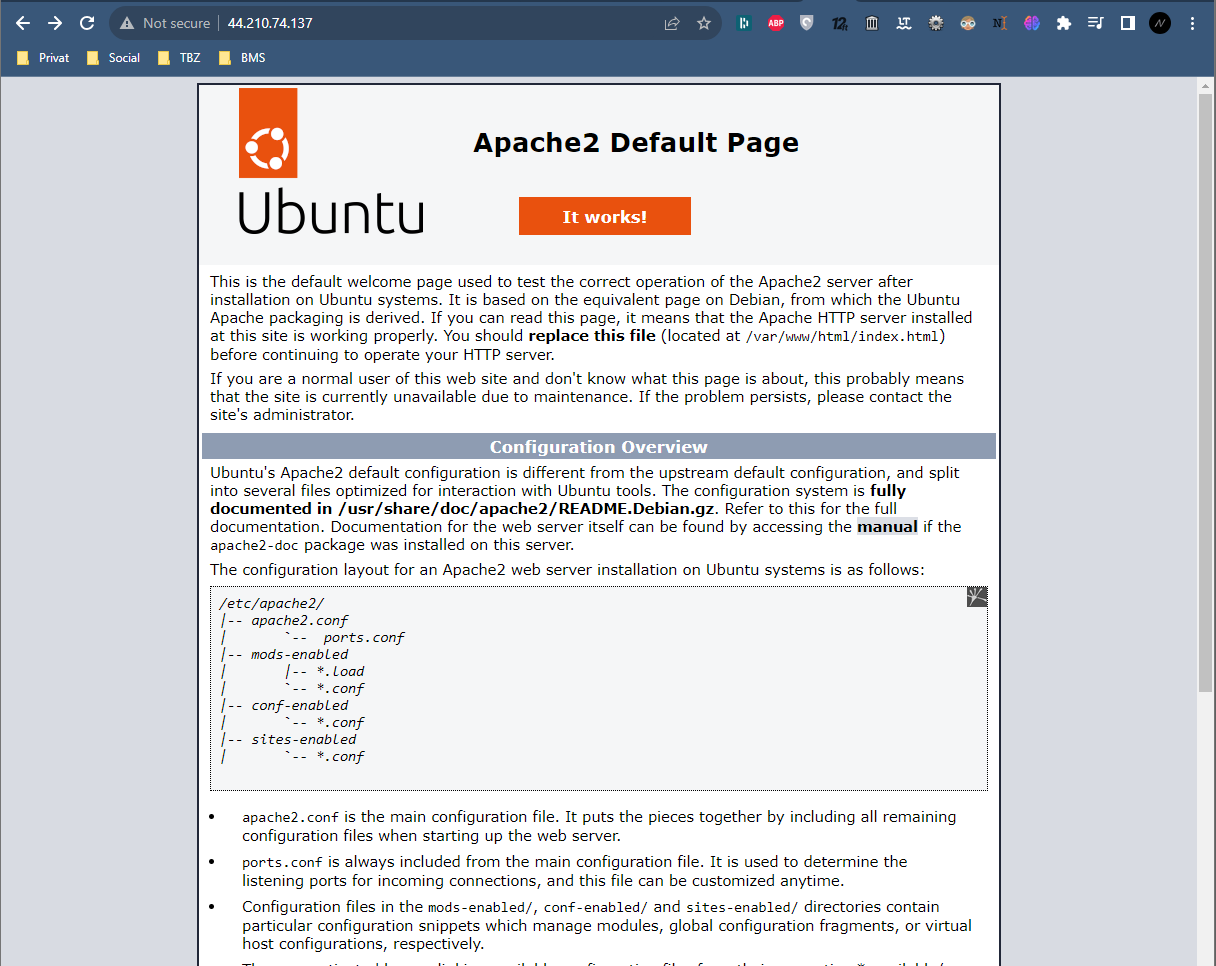 Not secure 44.210.74.137
ABP
Privat Social TBZ BMS
Apache2 Default Page
Ubuntu
It works!
This is the default welcome page used to test the correct operation of the Apache2 server after
installation on Ubuntu systems. It is based on the equivalent page on Debian, from which the Ubuntu
Apache packaging is derived. If you can read this page, it means that the Apache HTTP server installed
at this site is working properly. You should replace this file (located at /var/www/html/index.html)
before continuing to operate your HTTP server.
If you are a normal user of this web site and don't know what this page is about, this probably means
that the site is currently unavailable due to maintenance. If the problem persists, please contact the
site's administrator.
Configuration Overview
Ubuntu's Apache2 default configuration is different from the upstream default configuration, and split
into several files optimized for interaction with Ubuntu tools. The configuration system is fully
documented in /usr/share/doc/apache2/README.Debian.gz. Refer to this for the full
documentation. Documentation for the web server itself can be found by accessing the manual if the
apache2-doc package was installed on this server.
The configuration layout for an Apache2 web server installation on Ubuntu systems is as follows:
/etc/apache2/
|-- apache2.conf
|       `--  ports.conf
|-- mods-enabled
|       |-- *.load
|       `-- *.conf
|-- conf-enabled
|       `-- *.conf
|-- sites-enabled
|       `-- *.conf
• apache2.conf is the main configuration file. It puts the pieces together by including all remaining
configuration files when starting up the web server.
• ports.conf is always included from the main configuration file. It is used to determine the
listening ports for incoming connections, and this file can be customized anytime.
• Configuration files in the mods-enabled/, conf-enabled/ and sites-enabled/ directories contain
particular configuration snippets which manage modules, global configuration fragments, or virtual
host configurations, respectively.